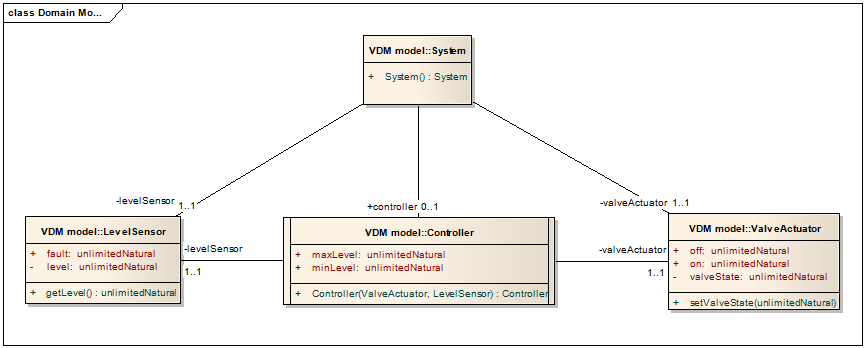 class Domain Mo...
VDM model::System
+ System() : System
-levelSensor
1..1
+controller 0..1
-valveActuator 1..1
VDM model::LevelSensor
+ fault: unlimitedNatural
- level: unlimitedNatural
+ getLevel() : unlimitedNatural
-levelSensor
1..1
VDM model::Controller
+ maxLevel: unlimitedNatural
+ minLevel: unlimitedNatural
+ Controller(ValveActuator, LevelSensor) : Controller
-valveActuator
1..1
VDM model::ValveActuator
+ off: unlimitedNatural
+ on: unlimitedNatural
- valveState: unlimitedNatural
+ setValveState(unlimitedNatural)